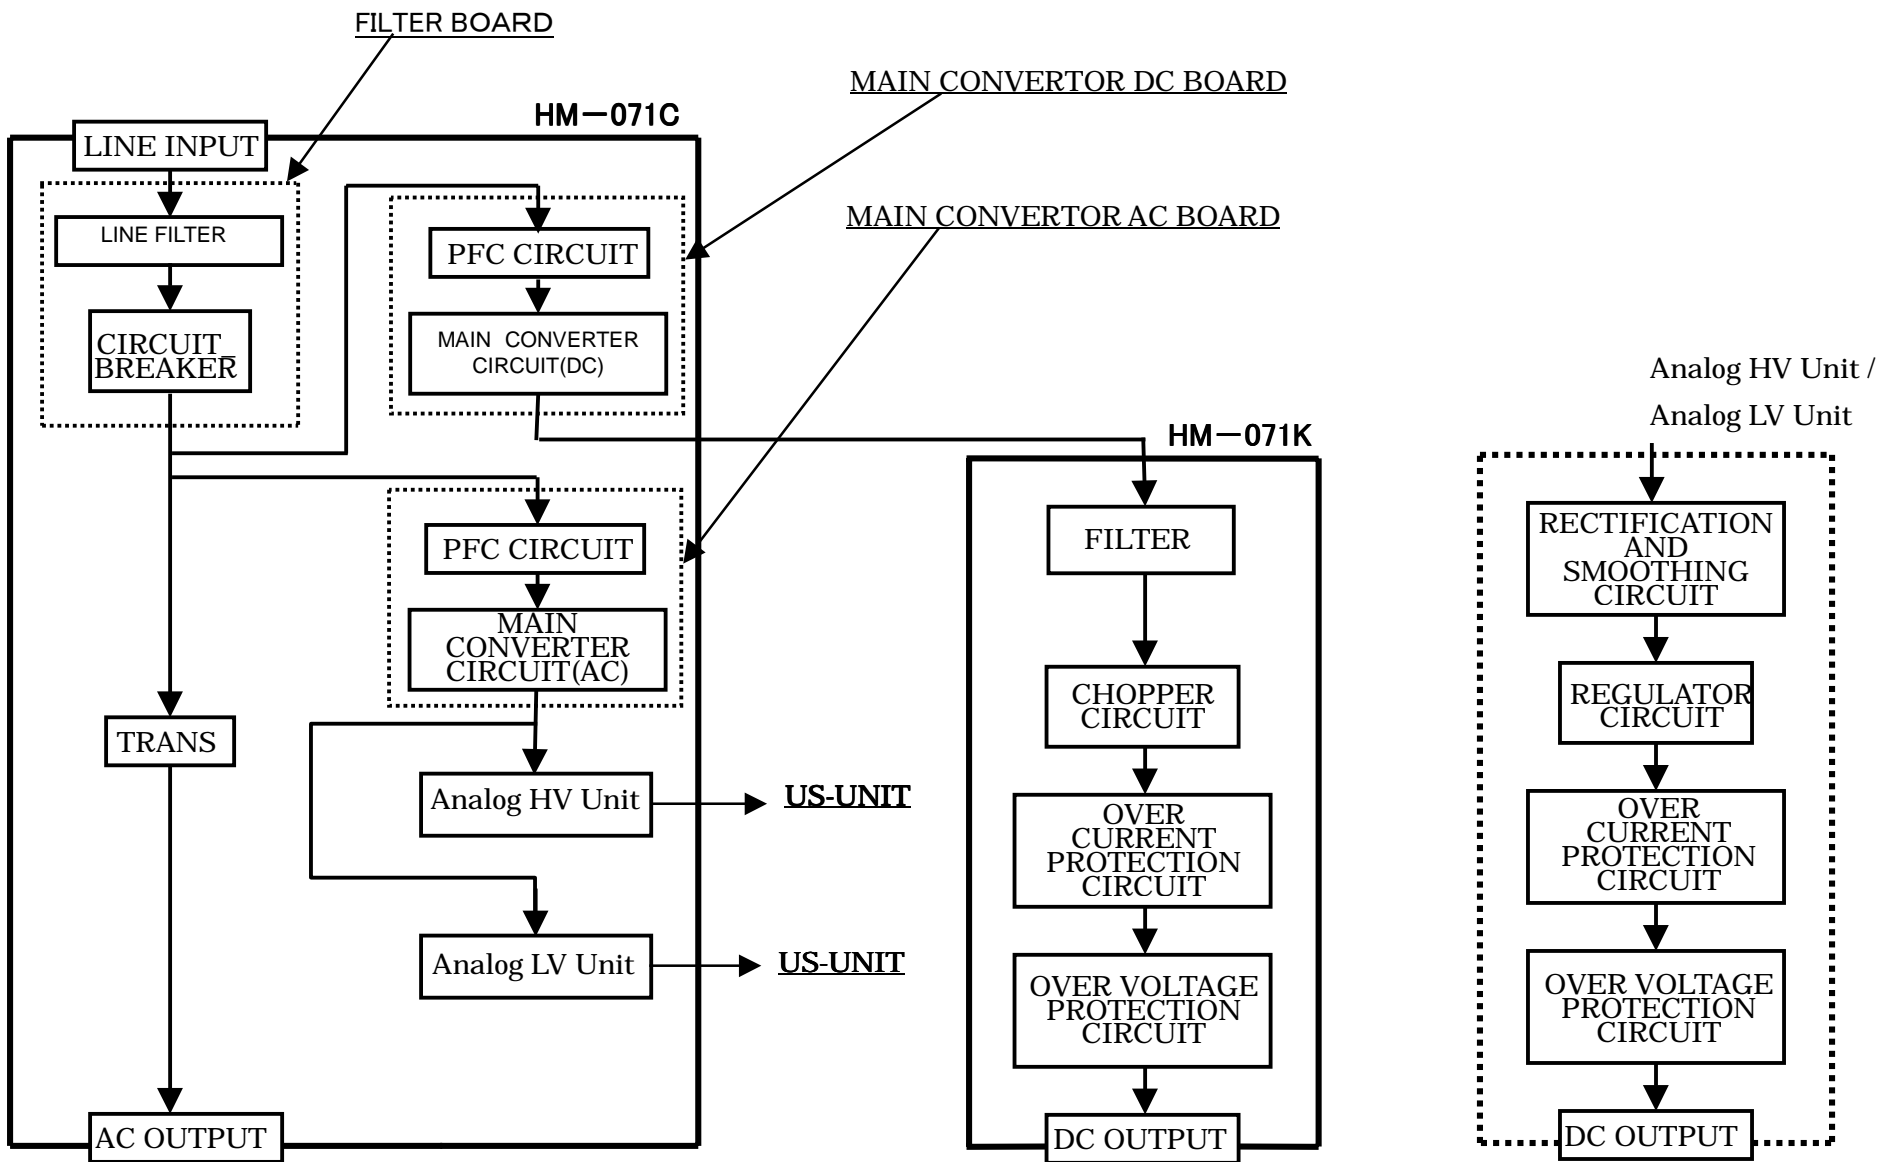 FILTER BOARD
MAIN CONVERTOR DC BOARD
HM－071C
LINE INPUT
LINE FILTER
CIRCUIT_
BREAKER
PFC CIRCUIT
MAIN CONVERTER
CIRCUIT(DC)
MAIN CONVERTOR AC BOARD
PFC CIRCUIT
MAIN
CONVERTER
CIRCUIT(AC)
TRANS
Analog HV Unit
US-UNIT
Analog LV Unit
US-UNIT
AC OUTPUT
HM－071K
FILTER
CHOPPER
CIRCUIT
OVER
CURRENT
PROTECTION
CIRCUIT
OVER VOLTAGE
PROTECTION
CIRCUIT
DC OUTPUT
Analog HV Unit /
Analog LV Unit
RECTIFICATION
AND
SMOOTHING
CIRCUIT
REGULATOR
CIRCUIT
OVER
CURRENT
PROTECTION
CIRCUIT
OVER VOLTAGE
PROTECTION
CIRCUIT
DC OUTPUT